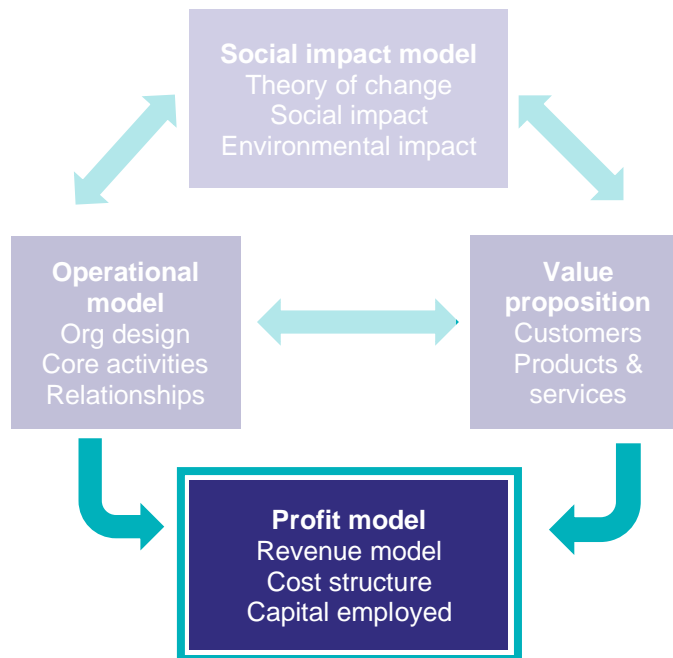 Social impact model
Theory of change
Social impact
Environmental impact
Operational
model
Org design
Core activities
Relationships
Value
proposition
Customers
Products &
services
Profit model
Revenue model
Cost structure
Capital employed